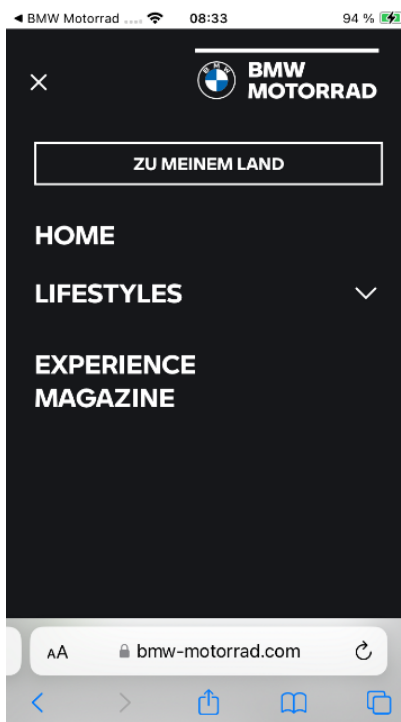 ◀ BMW Motorrad .... 08:33 94 %
BMW
MOTORRAD
ZU MEINEM LAND
HOME
LIFESTYLES
EXPERIENCE
MAGAZINE
AA bmw-motorrad.com